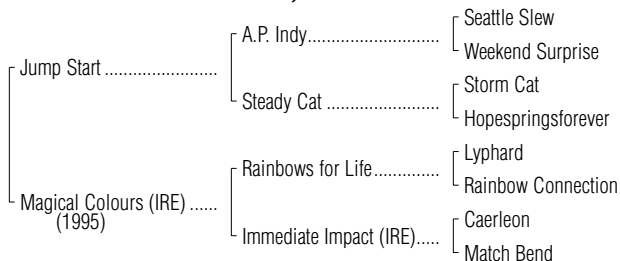 Seattle Slew
A.P. Indy.............................
Weekend Surprise
Jump Start ........................
Storm Cat
Steady Cat ........................
Hopespringsforever
Lyphard
Rainbows for Life..............
Rainbow Connection
Magical Colours (IRE) ......
(1995)
Caerleon
Immediate Impact (IRE).....
Match Bend